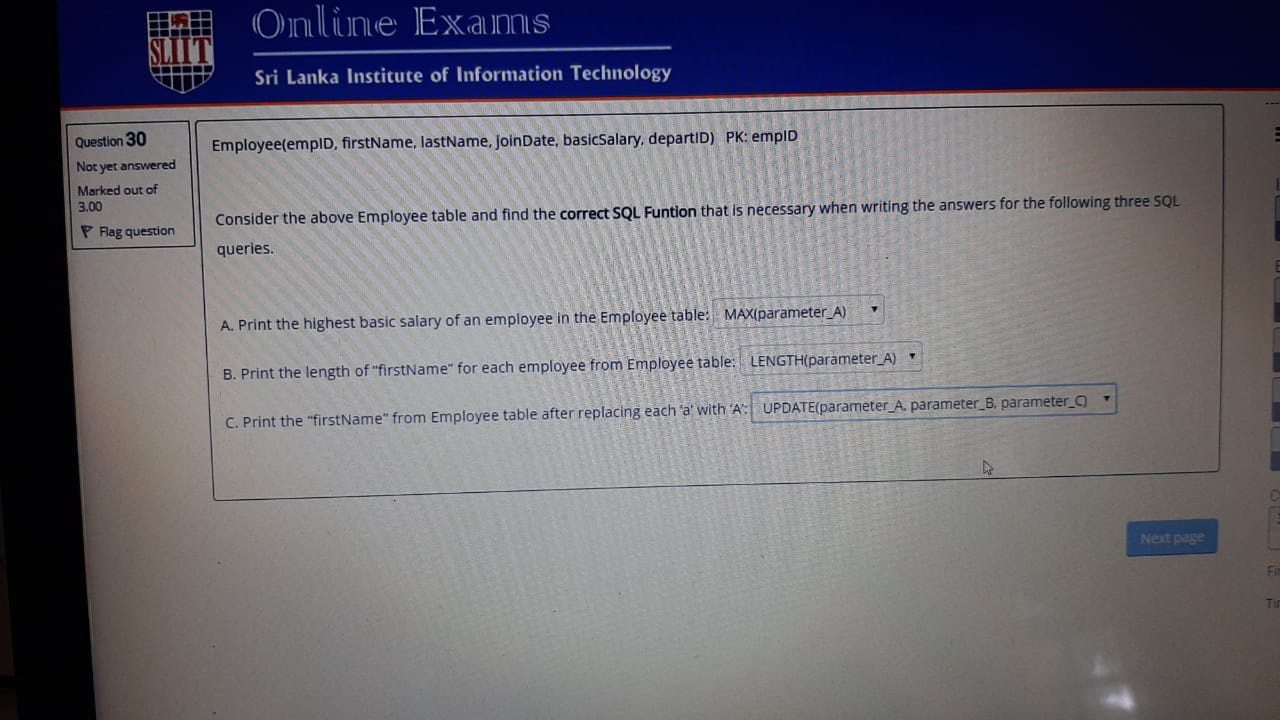 Online Exams
SLIIT
Sri Lanka Institute of Information Technology
Question 30
Not yet answered
Marked out of
3.00
Flag question
Employee(empID, firstName, lastName, joinDate, basicSalary, departID) PK: empID
Consider the above Employee table and find the correct SQL Funtion that is necessary when writing the answers for the following three SQL
queries.
A. Print the highest basic salary of an employee in the Employee table: MAX(parameter_A)
B. Print the length of "firstName" for each employee from Employee table: LENGTH(parameter_A)
C. Print the "firstName" from Employee table after replacing each 'a' with 'A': UPDATE(parameter_A, parameter_B, parameter_C)
Next page